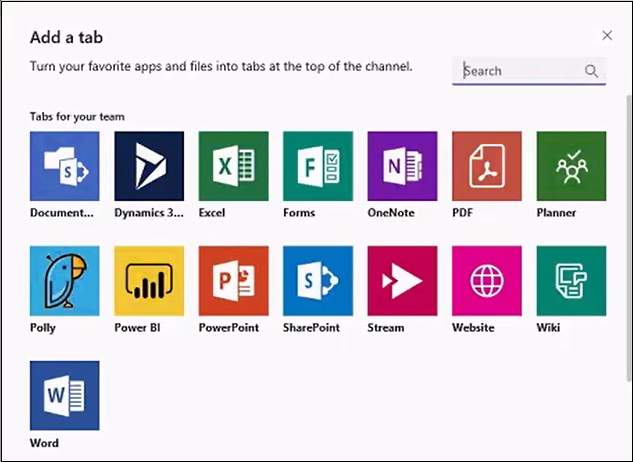 Add a tab
Turn your favorite apps and files into tabs at the top of the channel.
Search
Tabs for your team
Document... Dynamics 3... Excel Forms OneNote PDF Planner
Polly Power BI PowerPoint SharePoint Stream Website Wiki
Word